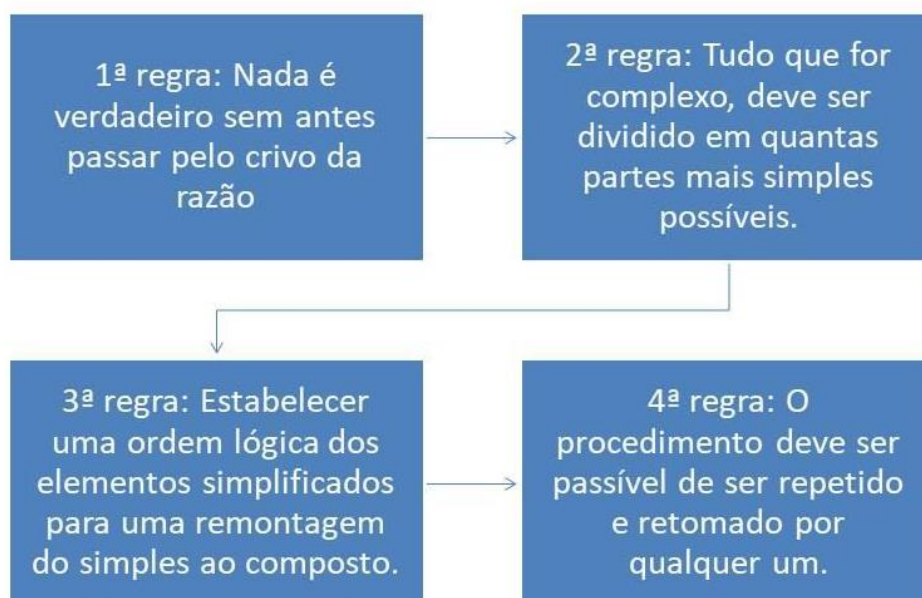 1ª regra: Nada é
verdadeiro sem antes
passar pelo crivo da
razão
2ª regra: Tudo que for
complexo, deve ser
dividido em quantas
partes mais simples
possíveis.
3ª regra: Estabelecer
uma ordem lógica dos
elementos simplificados
para uma remontagem
do simples ao composto.
4ª regra: O
procedimento deve ser
passível de ser repetido
e retomado por
qualquer um.